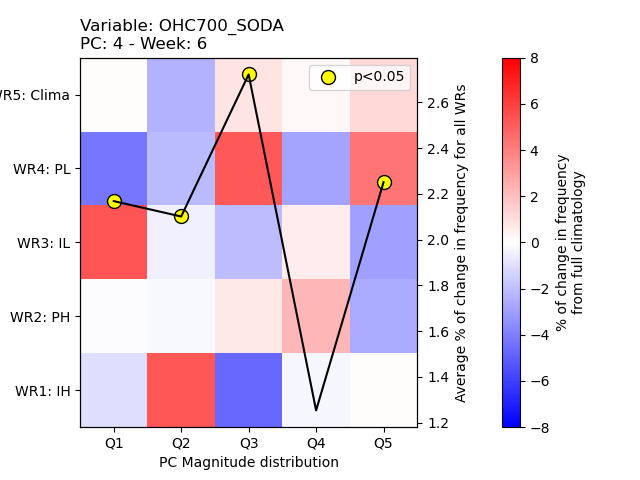 Variable: OHC700_SODA
PC: 4 - Week: 6
p<0.05
WR5: Clima
WR4: PL
WR3: IL
WR2: PH
WR1: IH
Q1 Q2 Q3 Q4 Q5
PC Magnitude distribution
2.6
2.4
2.2
2.0
1.8
1.6
1.4
1.2
Average % of change in frequency for all WRs
8
6
4
2
0
−2
−4
−6
−8
% of change in frequency
from full climatology